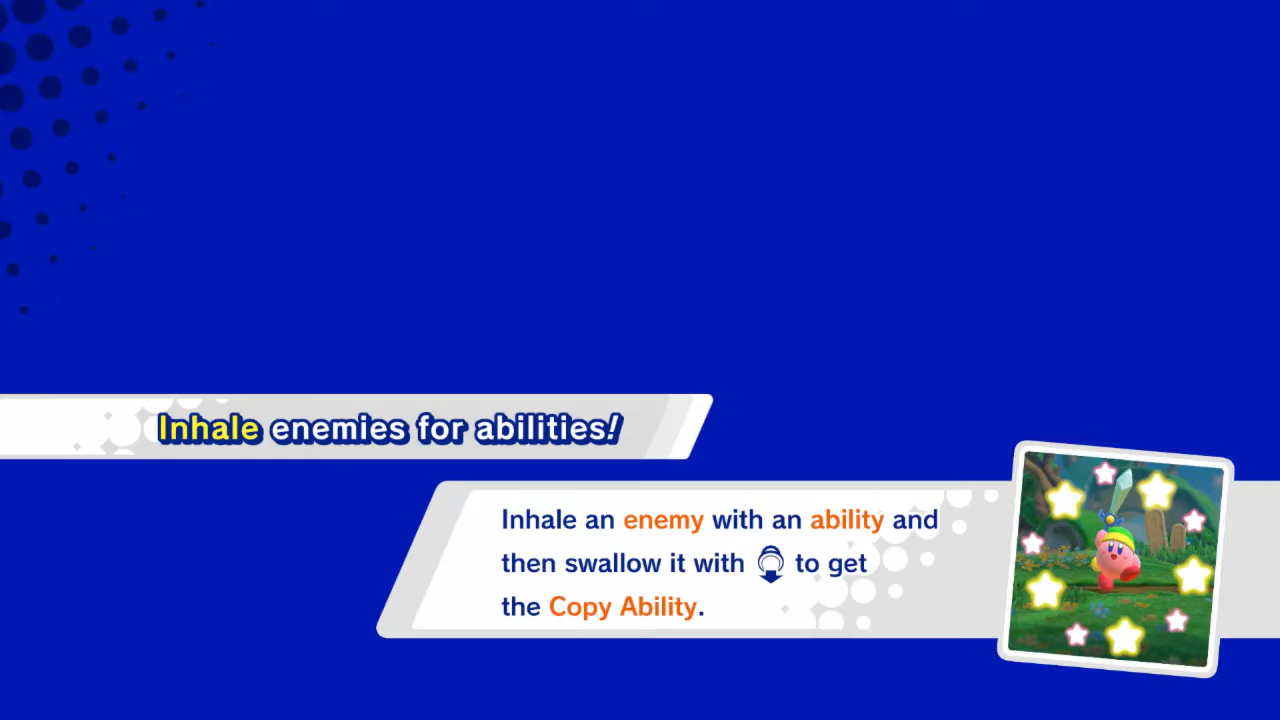 Inhale enemies for abilities!
Inhale an enemy with an ability and
then swallow it with to get
the Copy Ability.